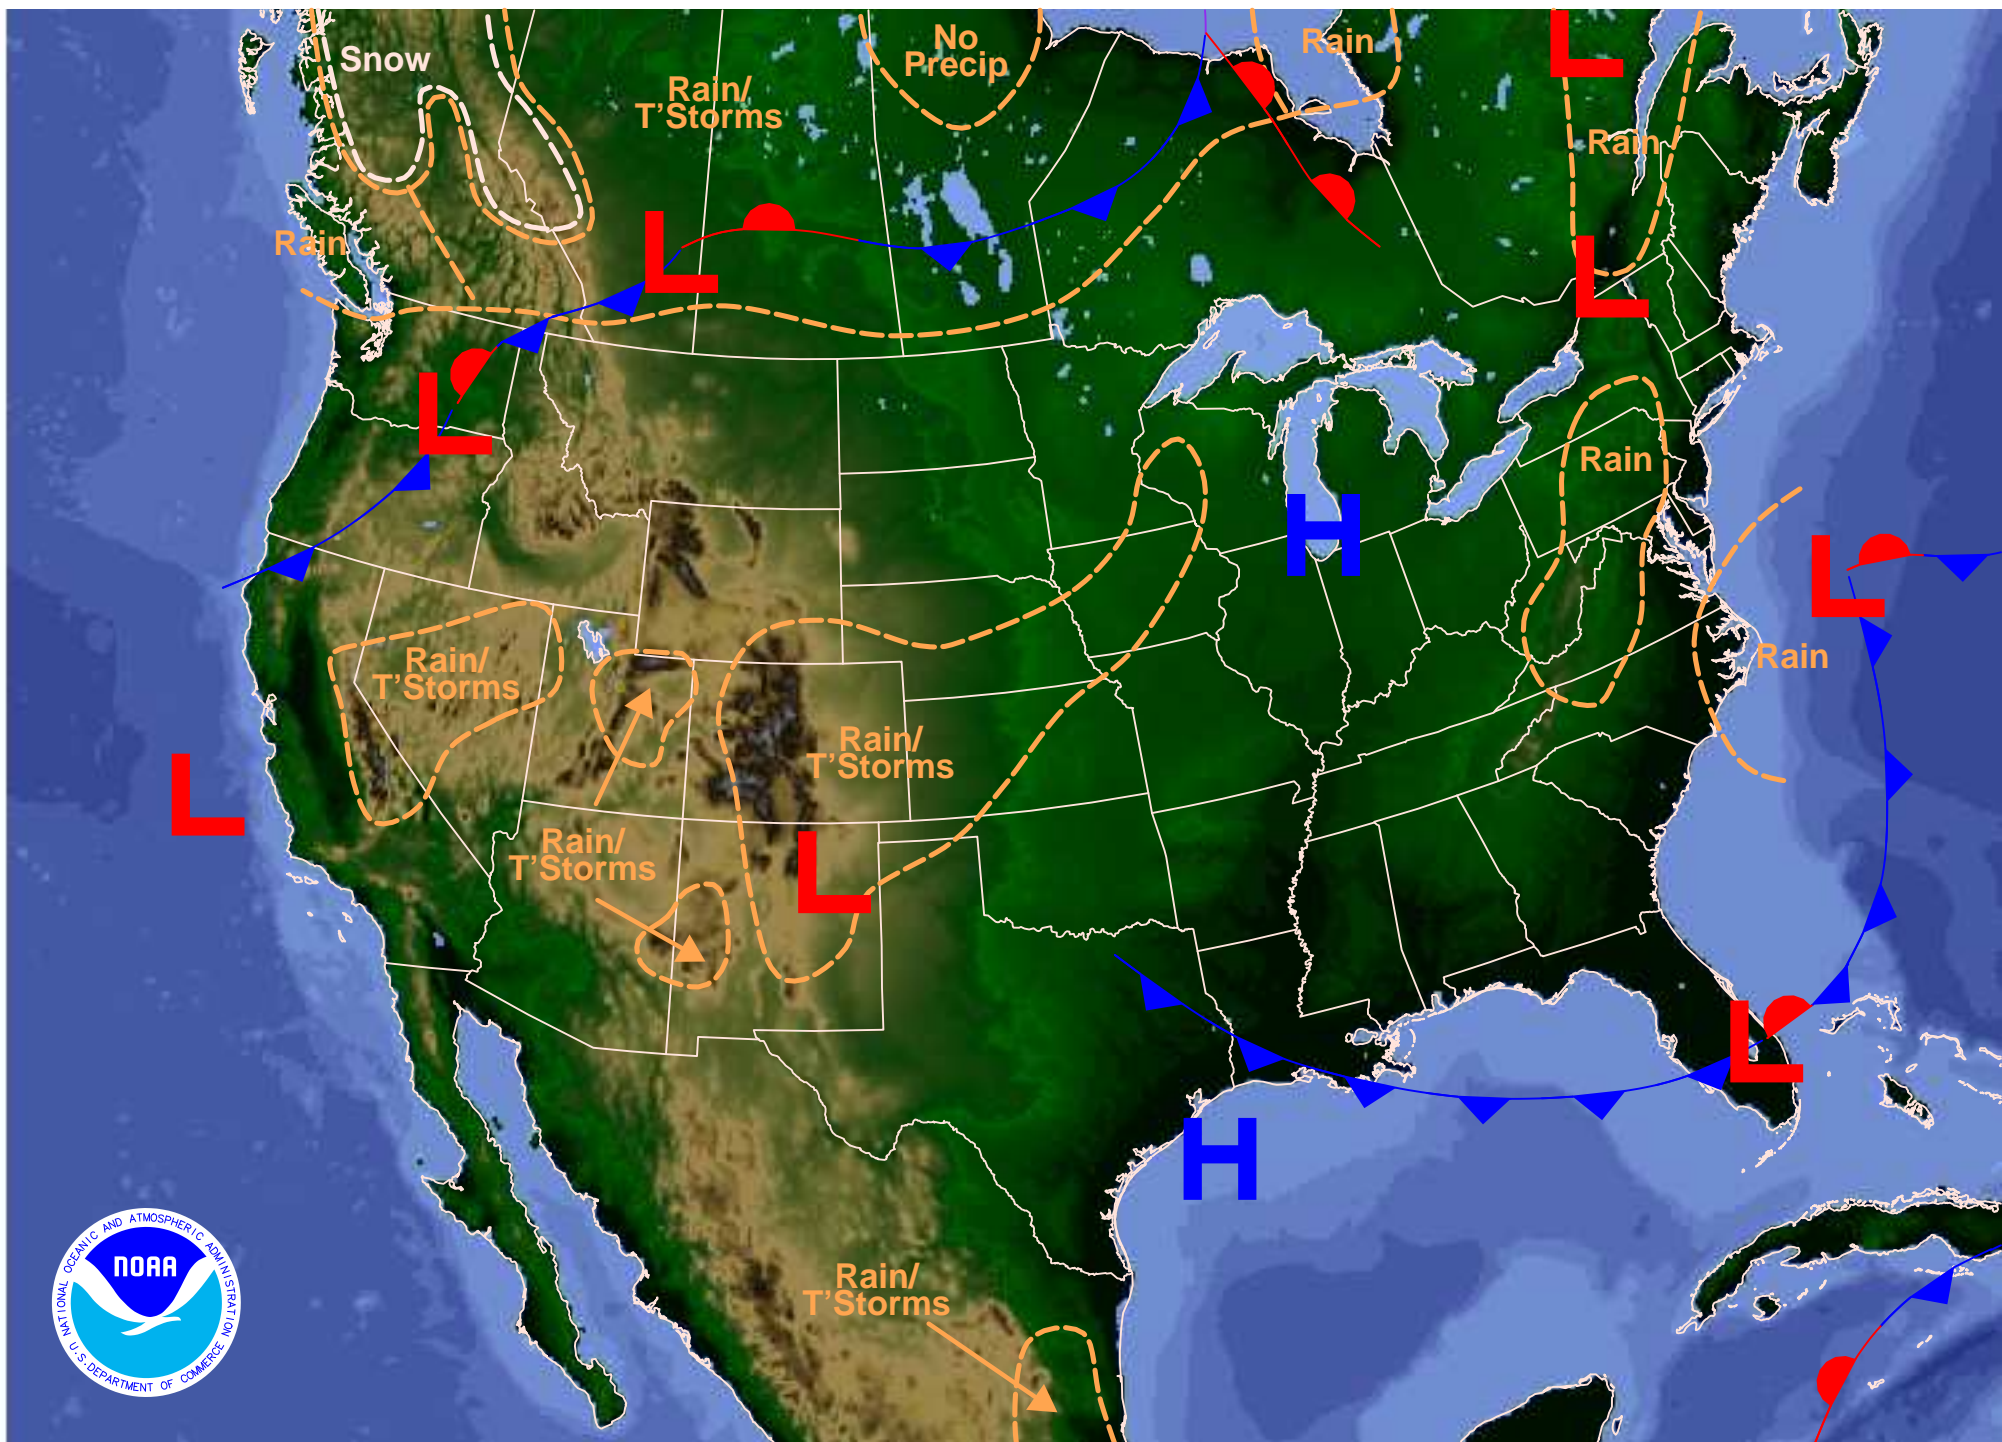 Snow
No
Precip
Rain
Rain/
T'Storms
Rain
Rain
L
L
Rain
L
L
L
Rain
H
L
Rain/
T'Storms
Rain
Rain/
T'Storms
L
Rain/
T'Storms
L
L
H
Rain/
T'Storms
NATIONAL OCEANIC AND ATMOSPHERIC ADMINISTRATION
NOAA
U.S. DEPARTMENT OF COMMERCE